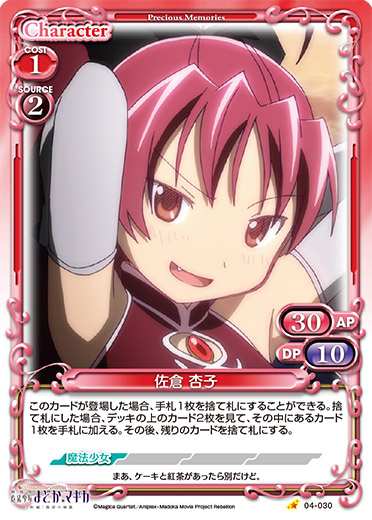 Precious Memories
Character
COST
1
SOURCE
2
30 AP
DP 10
佐倉 杏子
このカードが登場した場合、手札1枚を捨て札にすることができる。捨
て札にした場合、デッキの上のカード2枚を見て、その中にあるカード
1枚を手札に加える。その後、残りのカードを捨て札にする。
魔法少女
まあ、ケーキと紅茶があったら別だけど。
まどか☆マギカ
©Magica Quartet／Aniplex・Madoka Movie Project Rebellion
04-030